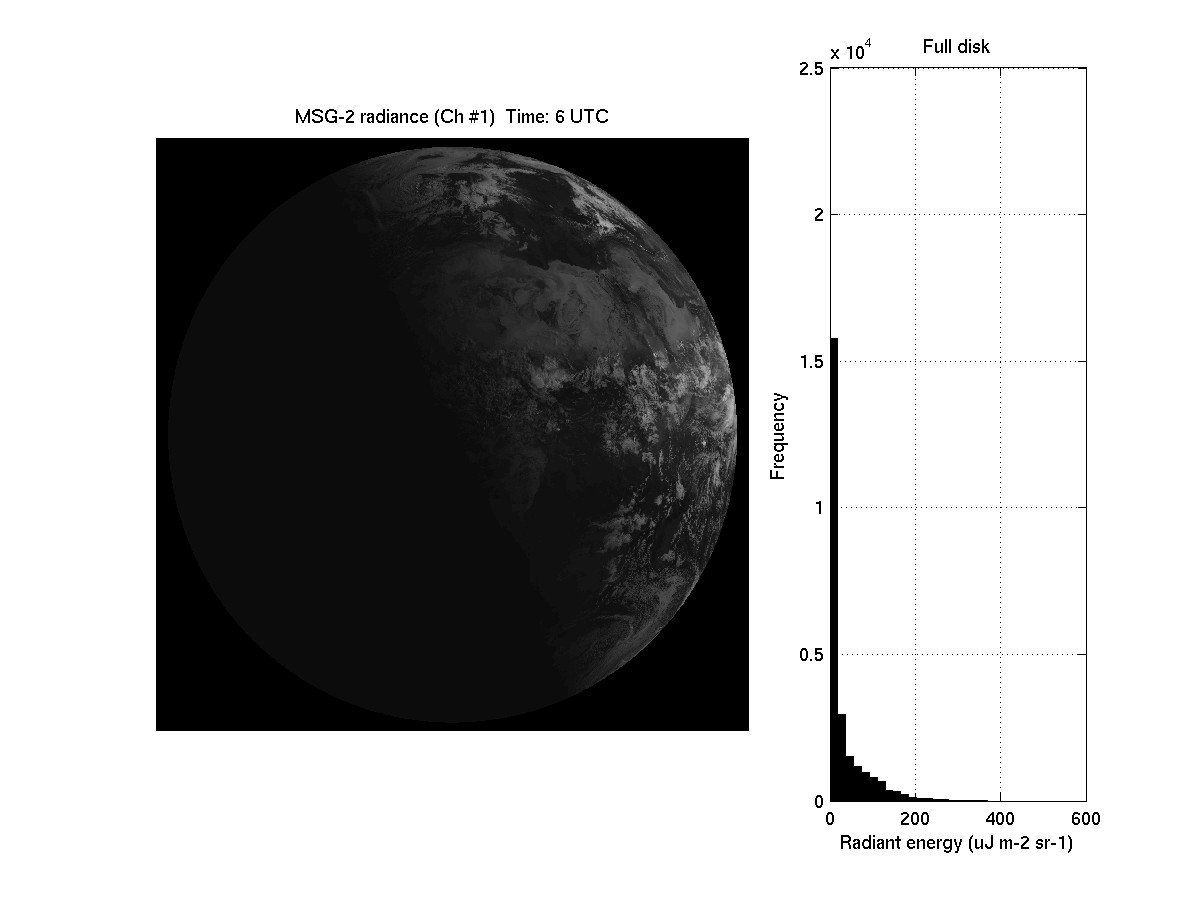 MSG-2 radiance (Ch #1)  Time: 6 UTC
Full disk
x 10^4
2.5
2
1.5
1
0.5
0
Frequency
0 200 400 600
Radiant energy (uJ m-2 sr-1)